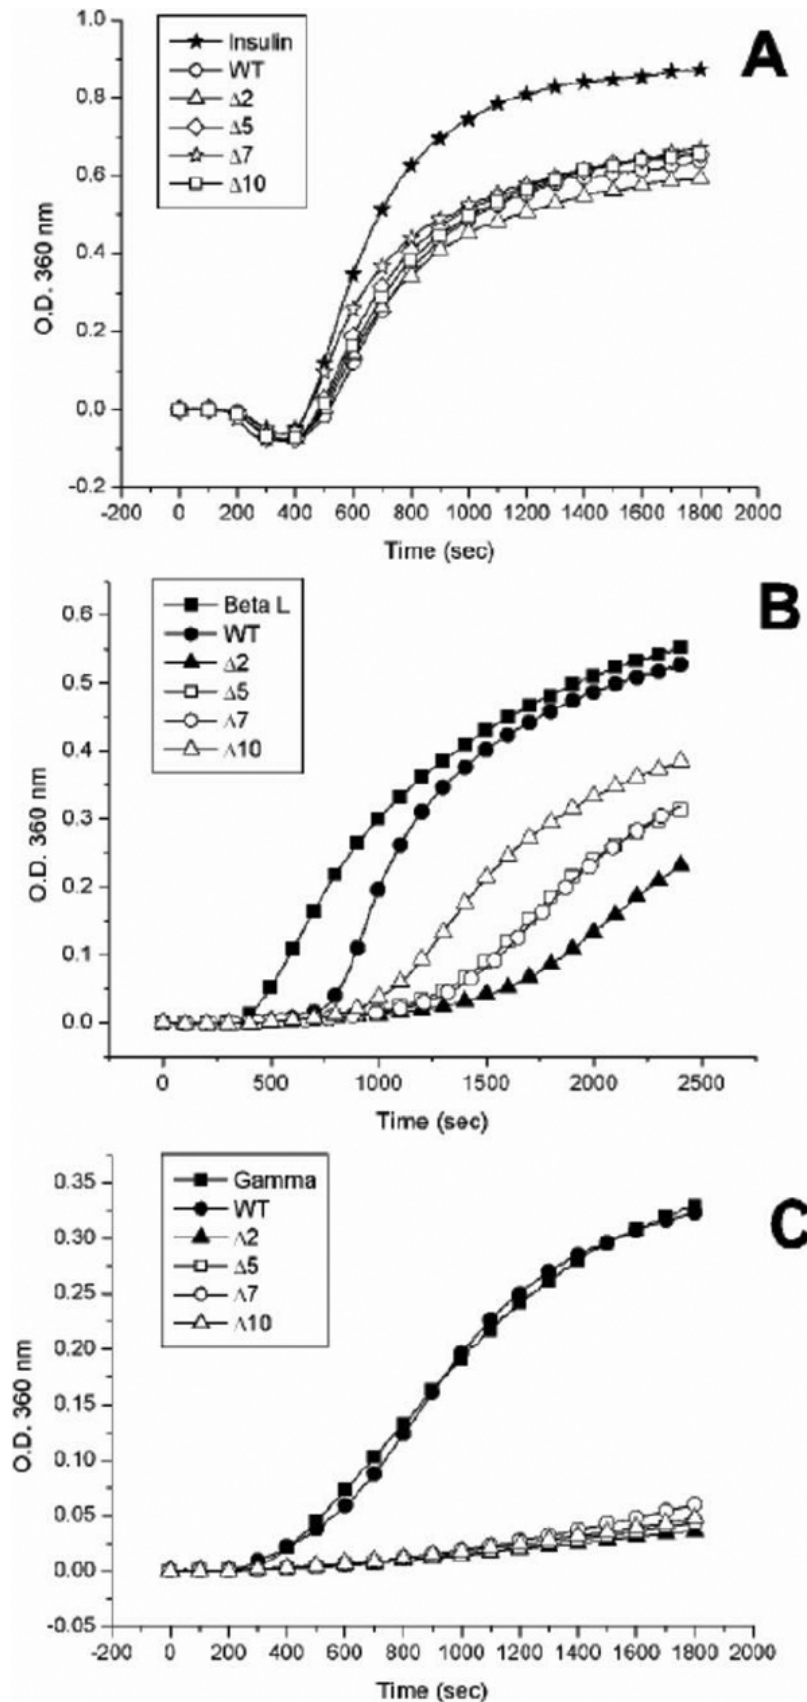 A
Insulin
WT
Δ2
Δ5
Δ7
Δ10
1.0
0.8
0.6
0.4
0.2
0.0
-0.2
O.D. 360 nm
-200 0 200 400 600 800 1000 1200 1400 1600 1800 2000
Time (sec)
B
Beta L
WT
Δ2
Δ5
Λ7
Λ10
0.6
0.5
0.4
0.3
0.2
0.1
0.0
O.D. 360 nm
0 500 1000 1500 2000 2500
Time (sec)
C
Gamma
WT
Λ2
Δ5
Λ7
Λ10
0.35
0.30
0.25
0.20
0.15
0.10
0.05
0.00
-0.05
O.D. 360 nm
-200 0 200 400 600 800 1000 1200 1400 1600 1800 2000
Time (sec)